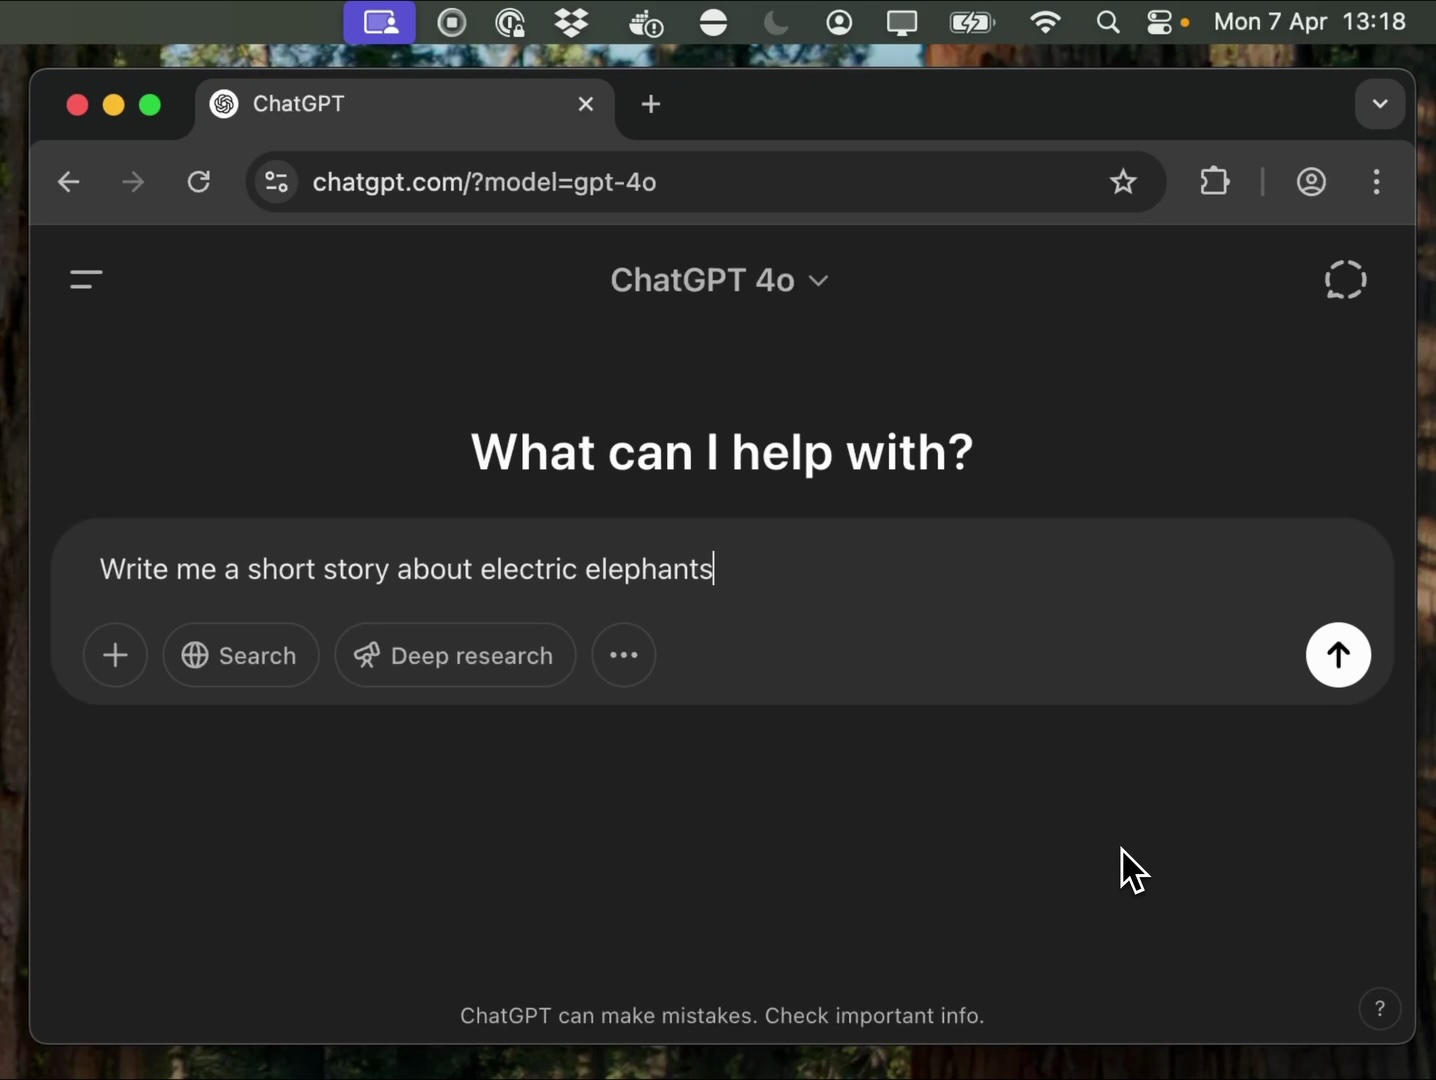 Mon 7 Apr 13:18
ChatGPT
chatgpt.com/?model=gpt-4o
ChatGPT 4o
What can I help with?
Write me a short story about electric elephants
Search
Deep research
ChatGPT can make mistakes. Check important info.
?